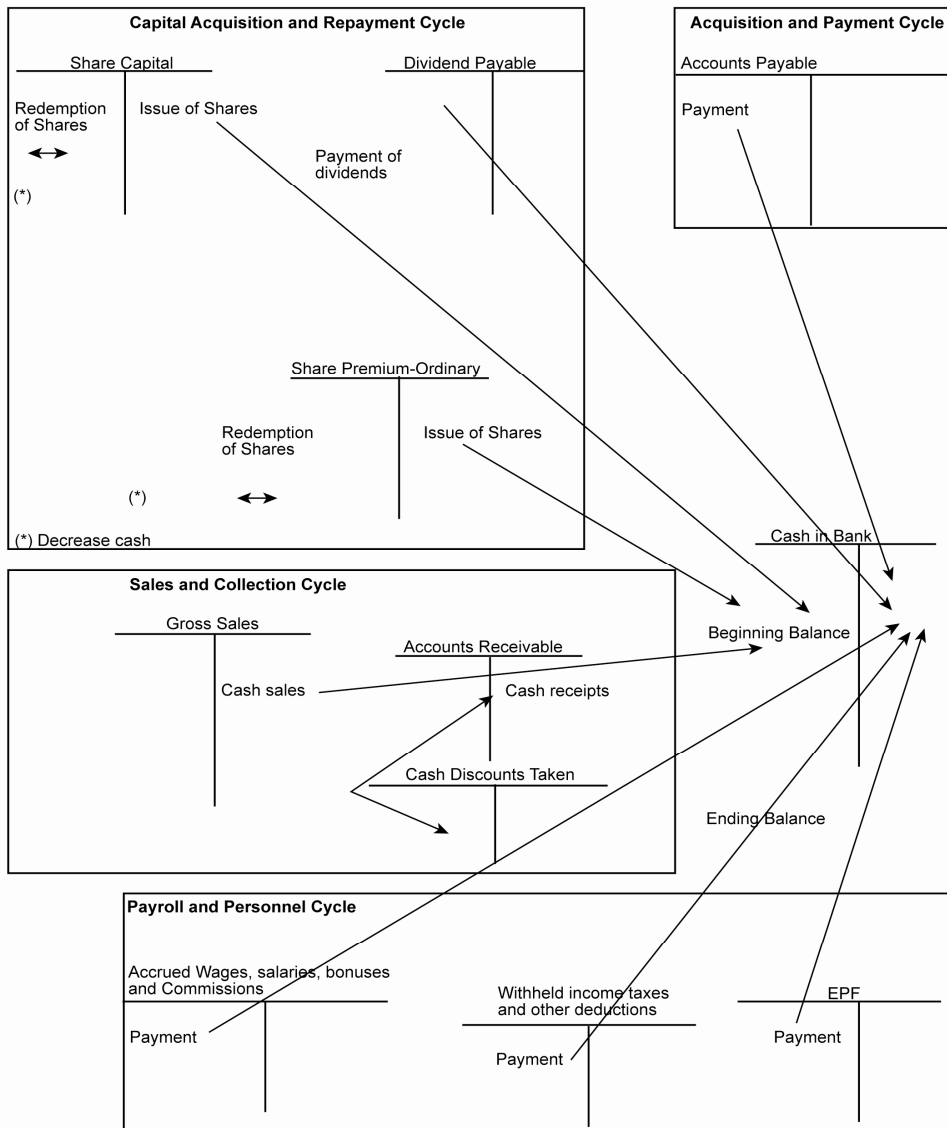 Capital Acquisition and Repayment Cycle
Share Capital
Dividend Payable
Redemption
of Shares
Issue of Shares
(*)
Payment of
dividends
Share Premium-Ordinary
Redemption
of Shares
Issue of Shares
(*)
(*) Decrease cash
Acquisition and Payment Cycle
Accounts Payable
Payment
Cash in Bank
Beginning Balance
Ending Balance
Sales and Collection Cycle
Gross Sales
Cash sales
Accounts Receivable
Cash receipts
Cash Discounts Taken
Payroll and Personnel Cycle
Accrued Wages, salaries, bonuses
and Commissions
Payment
Withheld income taxes
and other deductions
Payment
EPF
Payment